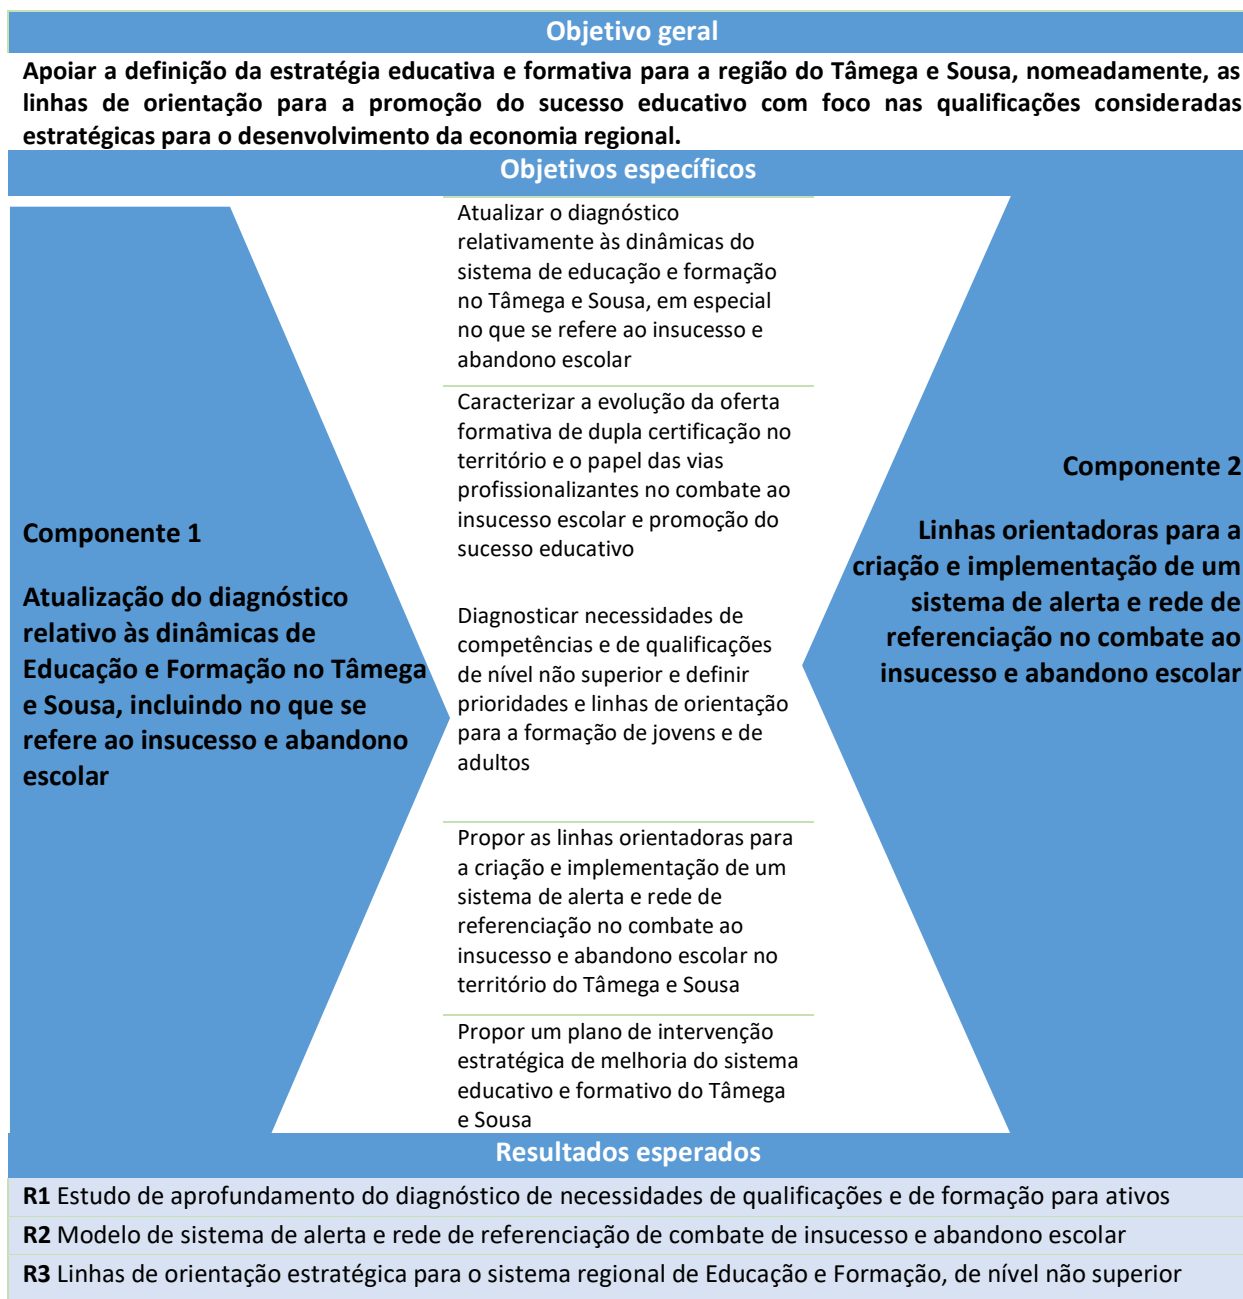 Objetivo geral
Apoiar a definição da estratégia educativa e formativa para a região do Tâmega e Sousa, nomeadamente, as
linhas de orientação para a promoção do sucesso educativo com foco nas qualificações consideradas
estratégicas para o desenvolvimento da economia regional.
Objetivos específicos
Componente 1
Atualização do diagnóstico
relativo às dinâmicas de
Educação e Formação no Tâmega
e Sousa, incluindo no que se
refere ao insucesso e abandono
escolar
Atualizar o diagnóstico
relativamente às dinâmicas do
sistema de educação e formação
no Tâmega e Sousa, em especial
no que se refere ao insucesso e
abandono escolar
Caracterizar a evolução da oferta
formativa de dupla certificação no
território e o papel das vias
profissionalizantes no combate ao
insucesso escolar e promoção do
sucesso educativo
Diagnosticar necessidades de
competências e de qualificações
de nível não superior e definir
prioridades e linhas de orientação
para a formação de jovens e de
adultos
Propor as linhas orientadoras para
a criação e implementação de um
sistema de alerta e rede de
referenciação no combate ao
insucesso e abandono escolar no
território do Tâmega e Sousa
Propor um plano de intervenção
estratégica de melhoria do sistema
educativo e formativo do Tâmega
e Sousa
Componente 2
Linhas orientadoras para a
criação e implementação de um
sistema de alerta e rede de
referenciação no combate ao
insucesso e abandono escolar
Resultados esperados
R1 Estudo de aprofundamento do diagnóstico de necessidades de qualificações e de formação para ativos
R2 Modelo de sistema de alerta e rede de referenciação de combate de insucesso e abandono escolar
R3 Linhas de orientação estratégica para o sistema regional de Educação e Formação, de nível não superior